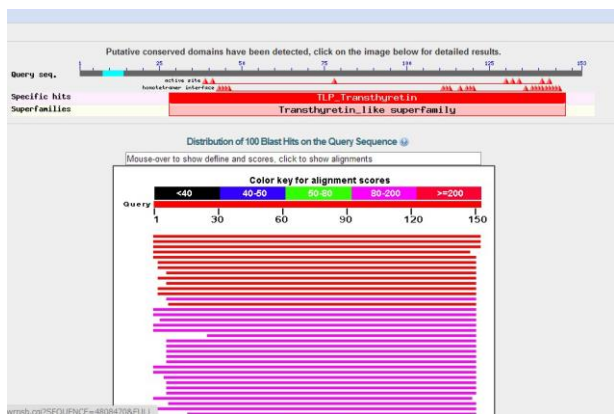 Putative conserved domains have been detected, click on the image below for detailed results.
1 25 50 75 100 125 153
Query seq.
active site
homotetramer interface
Specific hits TLP_Transthyretin
Superfamilies Transthyretin_like superfamily
Distribution of 100 Blast Hits on the Query Sequence
Mouse-over to show defline and scores, click to show alignments
Color key for alignment scores
<40 40-50 50-80 80-200 >=200
Query
1 30 60 90 120 150